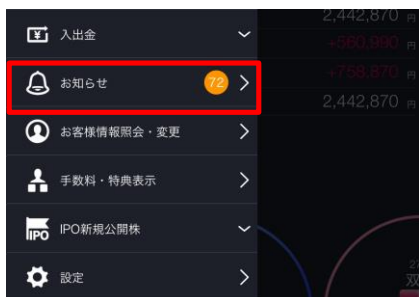 2,442,870 円
入出金
+560,990 円
お知らせ 72
+758,870 円
2,442,870 円
お客様情報照会・変更
手数料・特典表示
IPO IPO新規公開株
設定